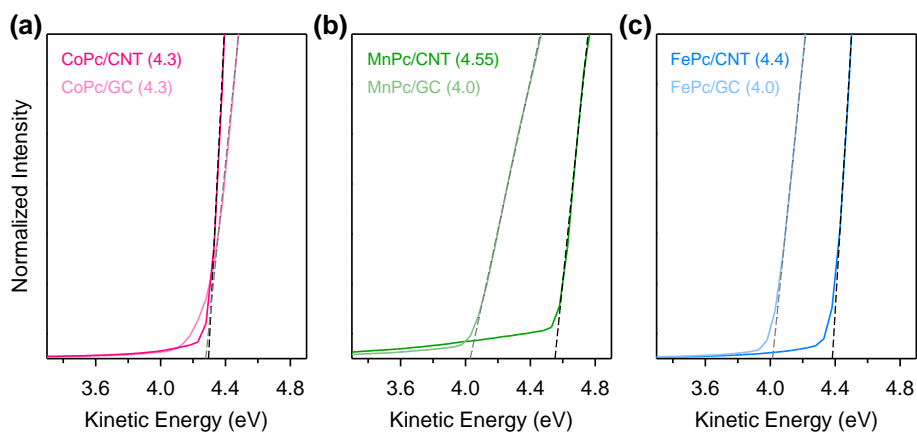 (a)
CoPc/CNT (4.3)
CoPc/GC (4.3)
(b)
MnPc/CNT (4.55)
MnPc/GC (4.0)
(c)
FePc/CNT (4.4)
FePc/GC (4.0)
Normalized Intensity
3.6 4.0 4.4 4.8
Kinetic Energy (eV)
3.6 4.0 4.4 4.8
Kinetic Energy (eV)
3.6 4.0 4.4 4.8
Kinetic Energy (eV)